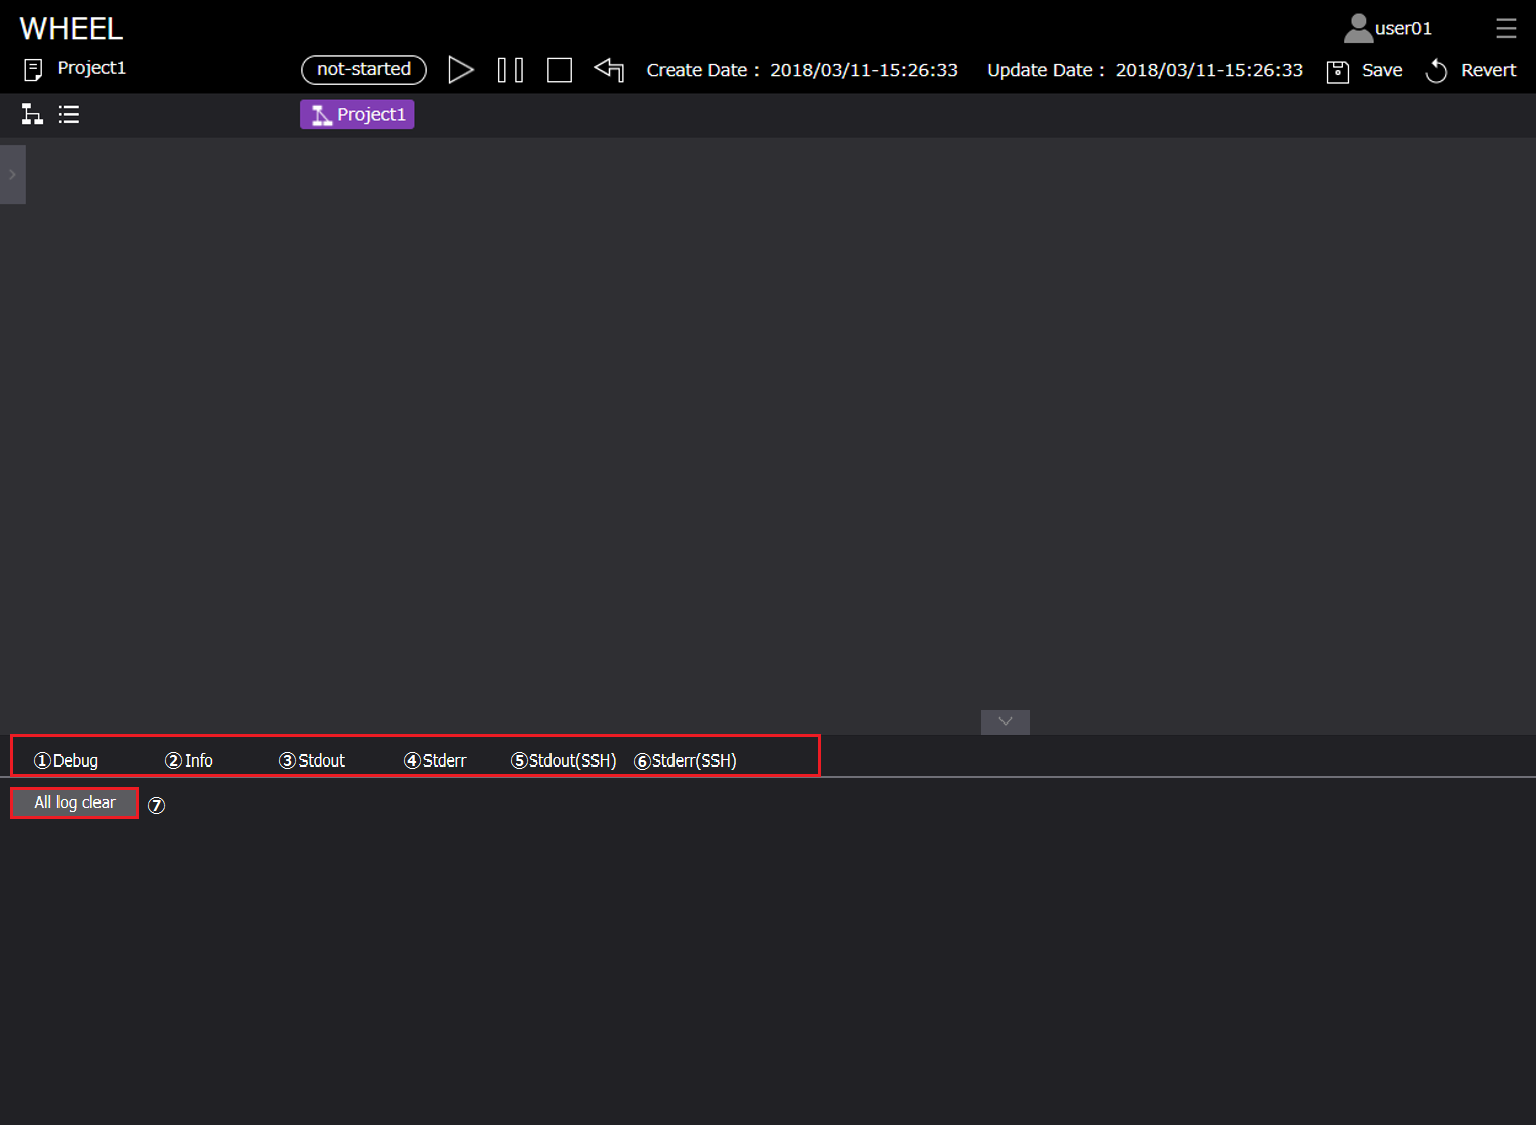 WHEEL
user01
Project1
not-started
Create Date : 2018/03/11-15:26:33
Update Date : 2018/03/11-15:26:33
Save
Revert
Project1
①Debug ②Info ③Stdout ④Stderr ⑤Stdout(SSH) ⑥Stderr(SSH)
All log clear ⑦